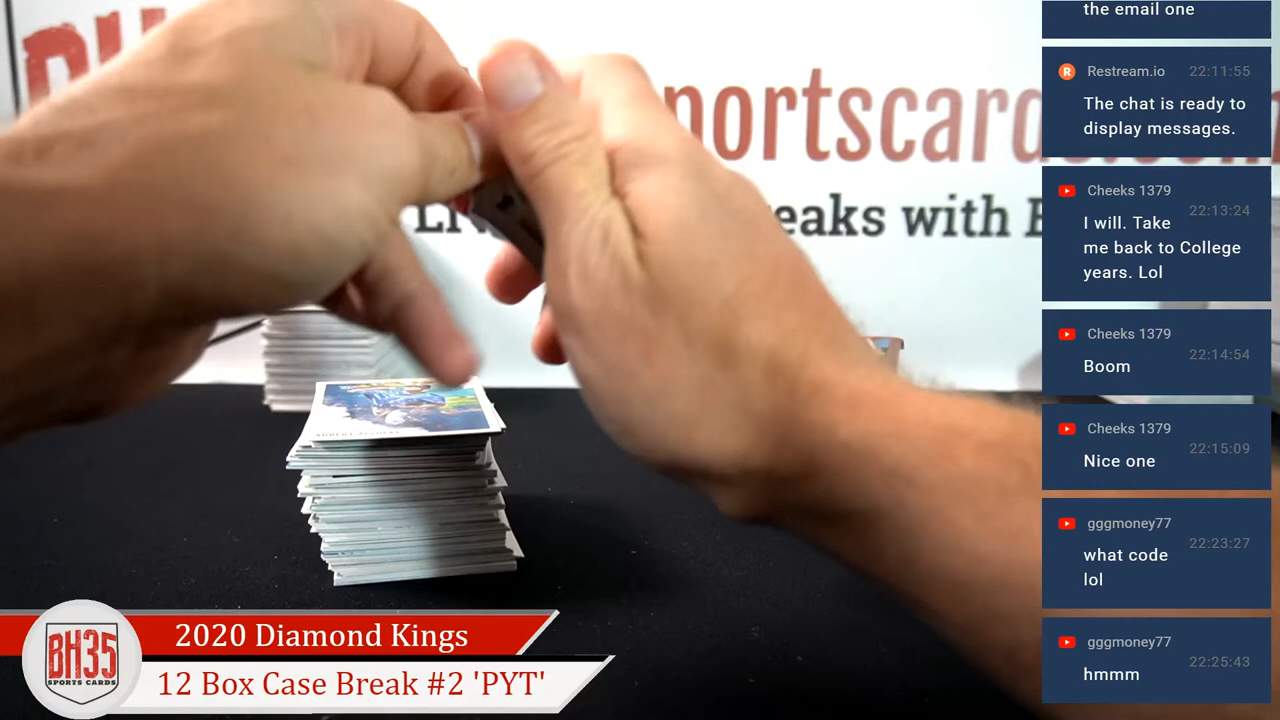 the email one
Restream.io 22:11:55
The chat is ready to
display messages.
Cheeks 1379
22:13:24
I will. Take
me back to College
years. Lol
Cheeks 1379
22:14:54
Boom
Cheeks 1379
22:15:09
Nice one
gggmoney77
22:23:27
what code
lol
gggmoney77
22:25:43
hmmm
with
BH35
SPORTS CARDS
2020 Diamond Kings
12 Box Case Break #2 'PYT'